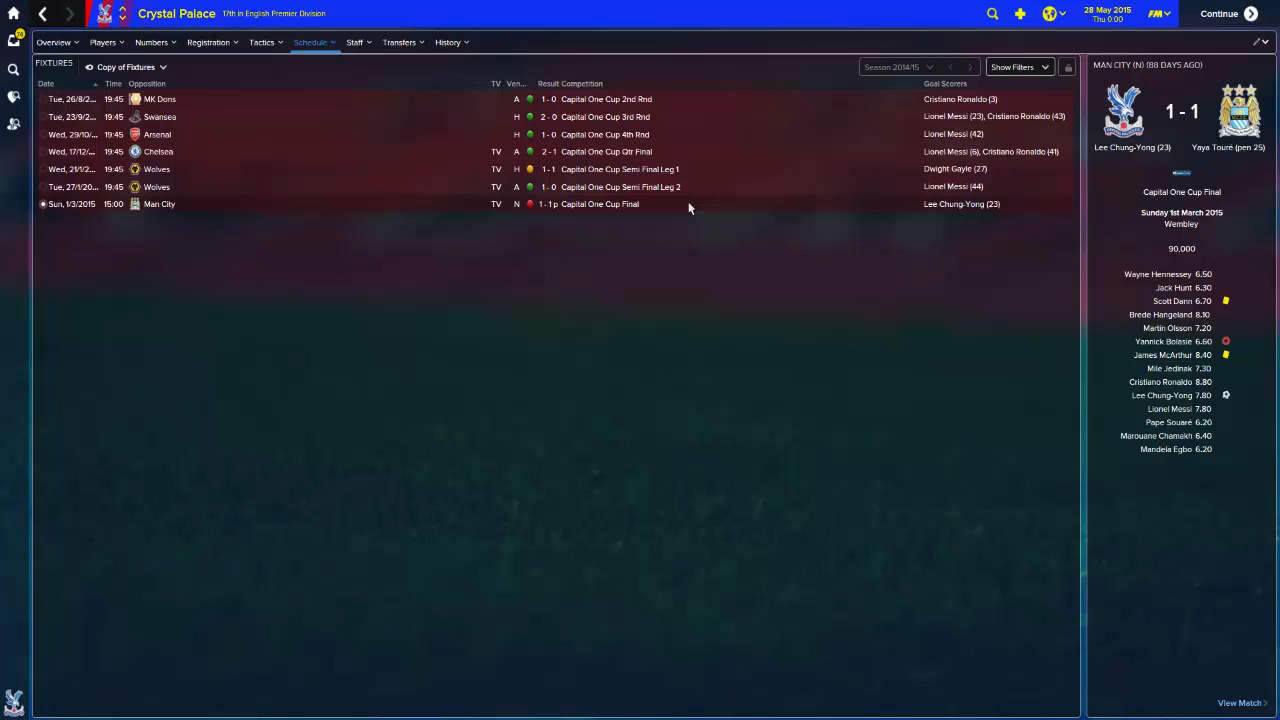 Crystal Palace 17th in English Premier Division 28 May 2015 Thu 0:00 FM Continue
74
Overview Players Numbers Registration Tactics Schedule Staff Transfers History
FIXTURES Copy of Fixtures Season 2014/15 Show Filters
Date Time Opposition TV Ven... Result Competition Goal Scorers
Tue, 26/8/2... 19:45 MK Dons A 1 - 0 Capital One Cup 2nd Rnd Cristiano Ronaldo (3)
Tue, 23/9/2... 19:45 Swansea H 2 - 0 Capital One Cup 3rd Rnd Lionel Messi (23), Cristiano Ronaldo (43)
Wed, 29/10/... 19:45 Arsenal H 1 - 0 Capital One Cup 4th Rnd Lionel Messi (42)
Wed, 17/12/... 19:45 Chelsea TV A 2 - 1 Capital One Cup Qtr Final Lionel Messi (6), Cristiano Ronaldo (41)
Wed, 21/1/2... 19:45 Wolves TV H 1 - 1 Capital One Cup Semi Final Leg 1 Dwight Gayle (27)
Tue, 27/1/20... 19:45 Wolves TV A 1 - 0 Capital One Cup Semi Final Leg 2 Lionel Messi (44)
Sun, 1/3/2015 15:00 Man City TV N 1 - 1 p Capital One Cup Final Lee Chung-Yong (23)
MAN CITY (N) (88 DAYS AGO)
1 - 1
Lee Chung-Yong (23) Yaya Touré (pen 25)
Capital One Cup Final
Sunday 1st March 2015
Wembley
90,000
Wayne Hennessey 6.50
Jack Hunt 6.30
Scott Dann 6.70
Brede Hangeland 8.10
Martin Olsson 7.20
Yannick Bolasie 6.60
James McArthur 8.40
Mile Jedinak 7.30
Cristiano Ronaldo 8.80
Lee Chung-Yong 7.80
Lionel Messi 7.80
Pape Souaré 6.20
Marouane Chamakh 6.40
Mandela Egbo 6.20
View Match